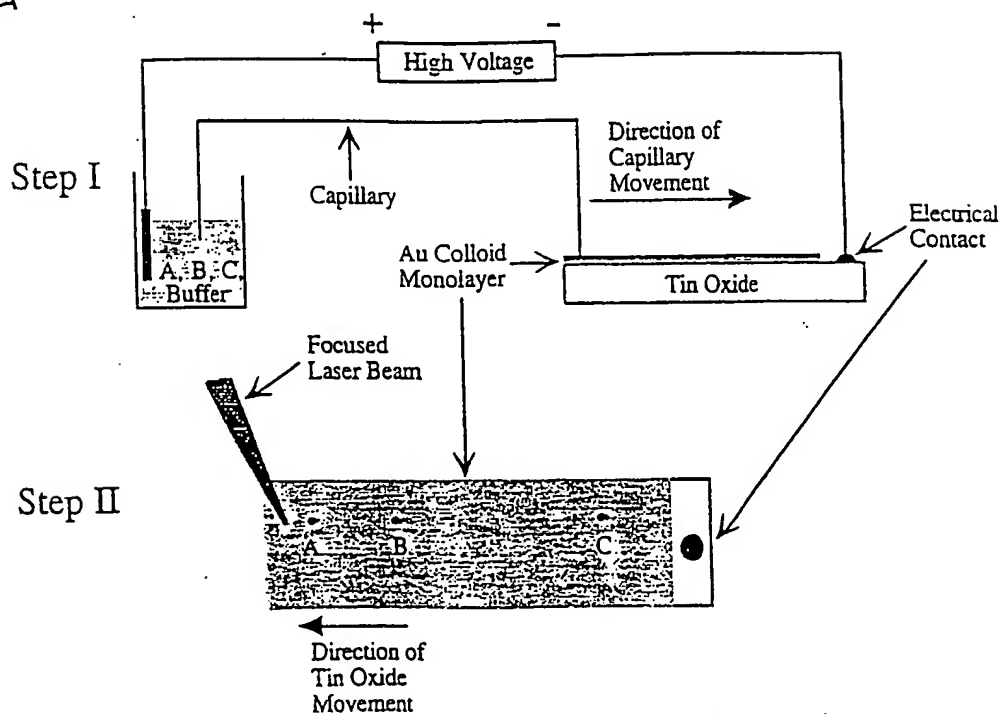 + -
High Voltage
Step I
Capillary
Direction of
Capillary
Movement
Electrical
Contact
A, B, C,
Buffer
Au Colloid
Monolayer
Tin Oxide
Focused
Laser Beam
Step II
A B C
Direction of
Tin Oxide
Movement